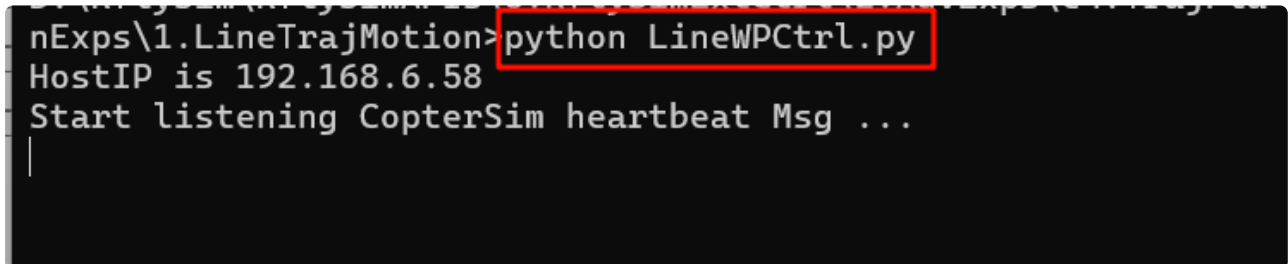 nExps\1.LineTrajMotion>python LineWPCtrl.py
HostIP is 192.168.6.58
Start listening CopterSim heartbeat Msg ...